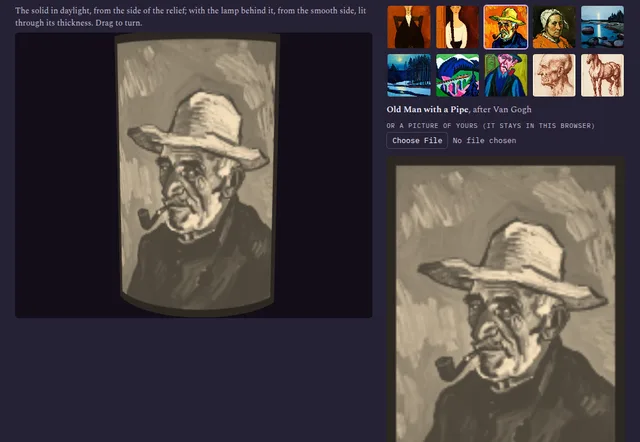 The solid in daylight, from the side of the relief; with the lamp behind it, from the smooth side, lit
through its thickness. Drag to turn.
Old Man with a Pipe, after Van Gogh
OR A PICTURE OF YOURS (IT STAYS IN THIS BROWSER)
Choose File No file chosen